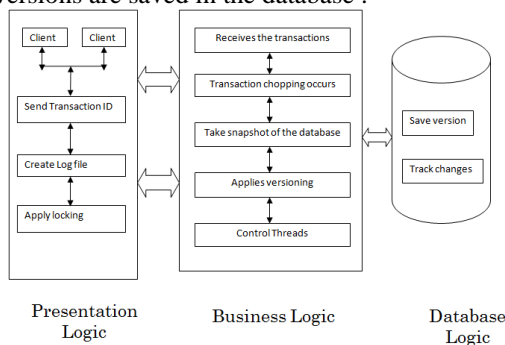 versions are saved in the database .
Client
Client
Send Transaction ID
Create Log file
Apply locking
Receives the transactions
Transaction chopping occurs
Take snapshot of the database
Applies versioning
Control Threads
Save version
Track changes
Presentation
Logic
Business Logic
Database
Logic